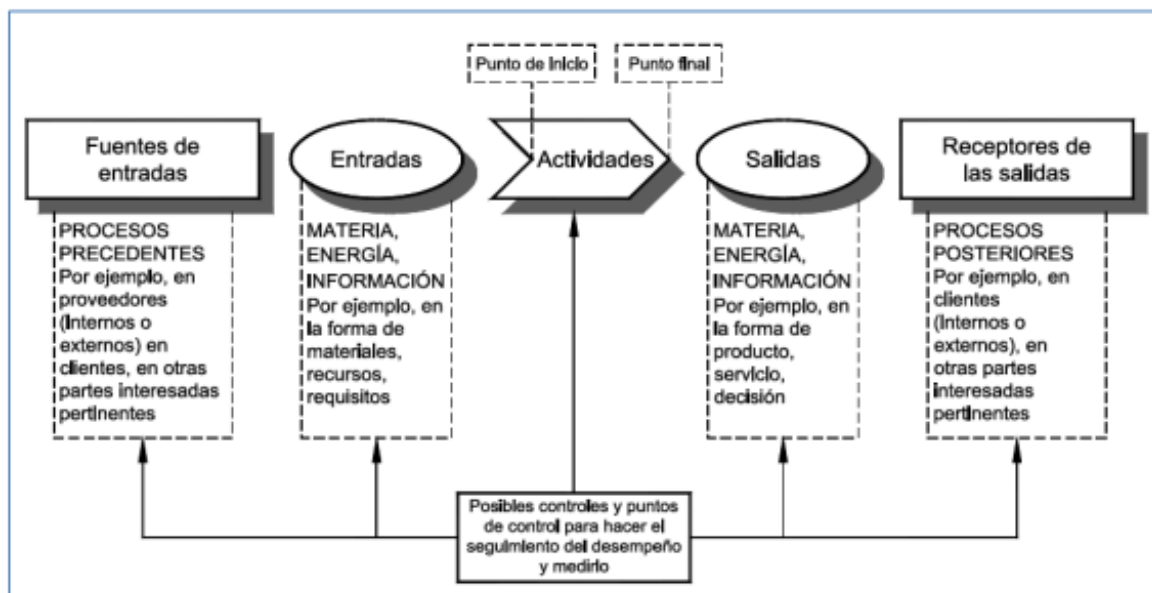 Punto de inicio
Punto final
Fuentes de
entradas
Entradas
Actividades
Salidas
Receptores de
las salidas
PROCESOS
PRECEDENTES
Por ejemplo, en
proveedores
(internos o
externos) en
clientes, en otras
partes interesadas
pertinentes
MATERIA,
ENERGÍA,
INFORMACIÓN
Por ejemplo, en
la forma de
materiales,
recursos,
requisitos
MATERIA,
ENERGÍA,
INFORMACIÓN
Por ejemplo, en
la forma de
producto,
servicio,
decisión
PROCESOS
POSTERIORES
Por ejemplo, en
clientes
(internos o
externos), en
otras partes
interesadas
pertinentes
Posibles controles y puntos
de control para hacer el
seguimiento del desempeño
y medirlo